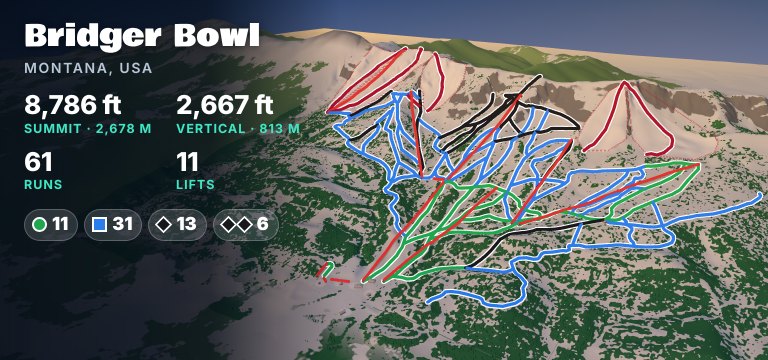 Bridger Bowl
MONTANA, USA
8,786 ft 2,667 ft
SUMMIT · 2,678 M VERTICAL · 813 M
61 11
RUNS LIFTS
11 31 13 6